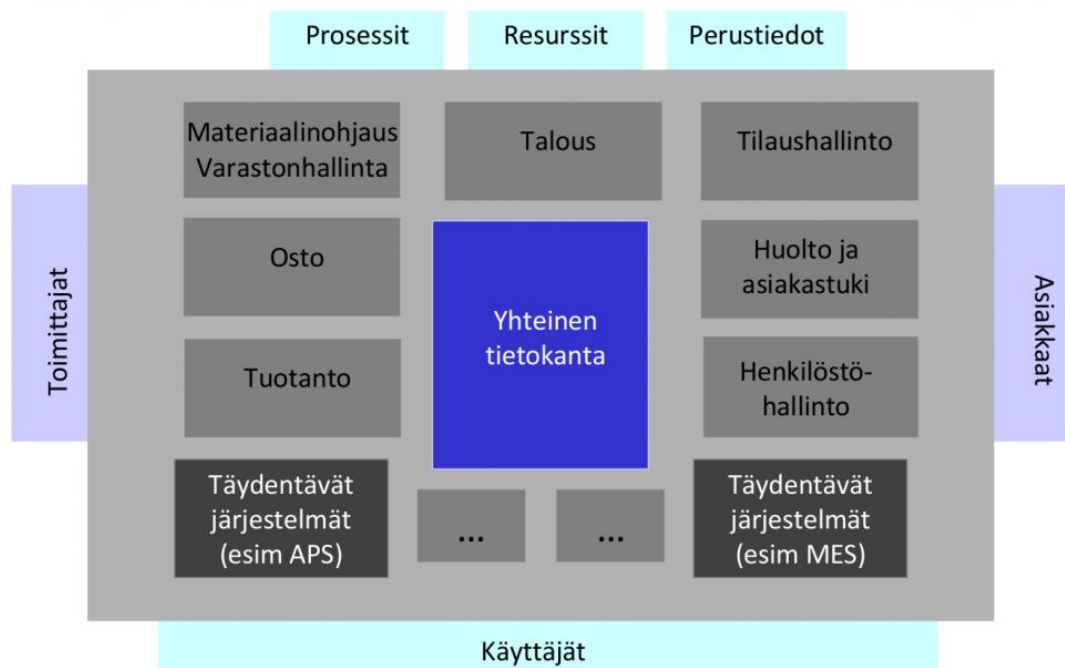 Prosessit
Resurssit
Perustiedot
Materiaalinohjaus
Varastonhallinta
Talous
Tilaushallinto
Toimittajat
Osto
Yhteinen
tietokanta
Huolto ja
asiakastuki
Asiakkaat
Tuotanto
Henkilöstö-
hallinto
Täydentävät
järjestelmät
(esim APS)
...
...
Täydentävät
järjestelmät
(esim MES)
Käyttäjät